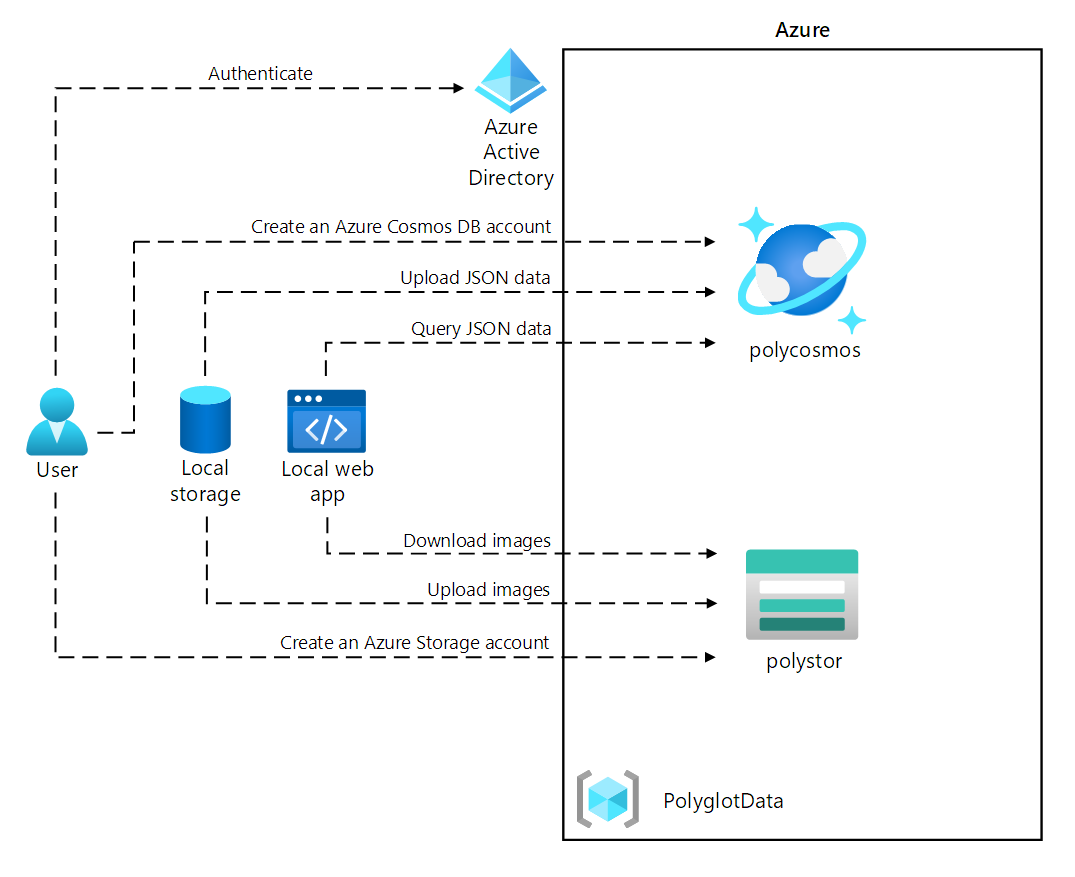 Azure
Authenticate
Azure
Active
Directory
Create an Azure Cosmos DB account
Upload JSON data
Query JSON data
polycosmos
</>
User
Local
storage
Local web
app
Download images
Upload images
Create an Azure Storage account
polystor
PolyglotData